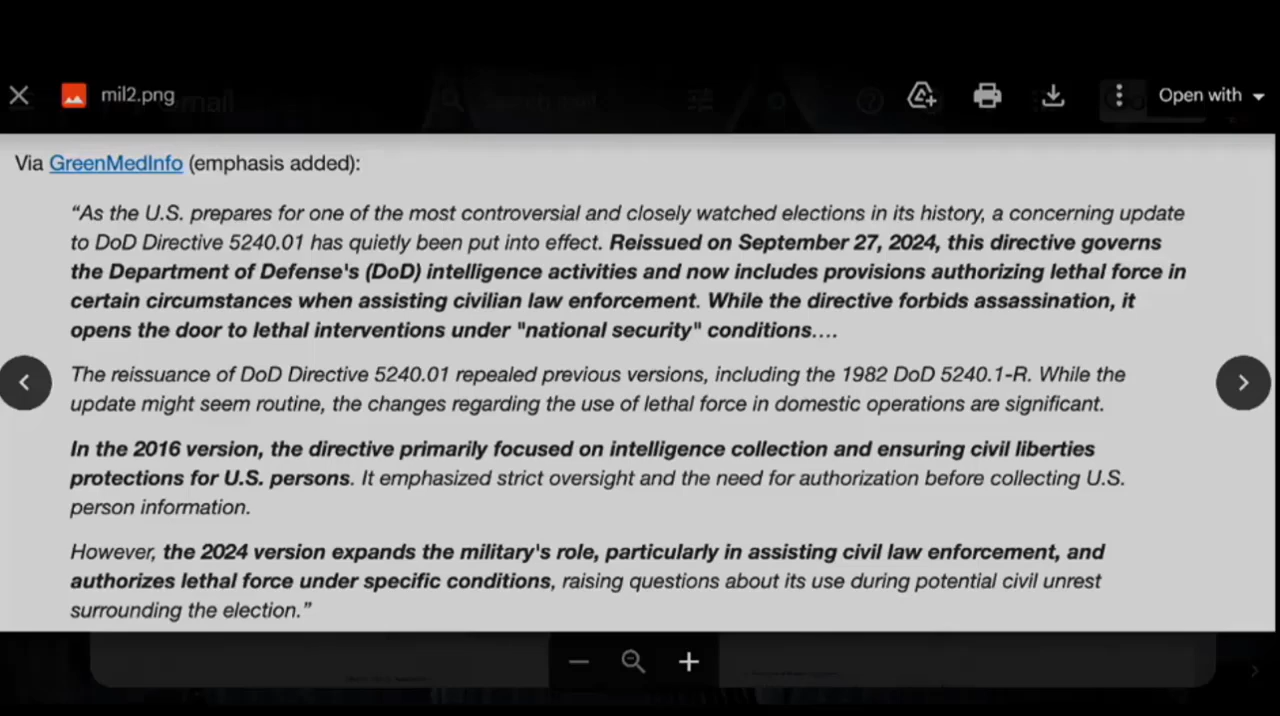 mil2.png
Open with
Via GreenMedInfo (emphasis added):
“As the U.S. prepares for one of the most controversial and closely watched elections in its history, a concerning update
to DoD Directive 5240.01 has quietly been put into effect. Reissued on September 27, 2024, this directive governs
the Department of Defense's (DoD) intelligence activities and now includes provisions authorizing lethal force in
certain circumstances when assisting civilian law enforcement. While the directive forbids assassination, it
opens the door to lethal interventions under "national security" conditions….
The reissuance of DoD Directive 5240.01 repealed previous versions, including the 1982 DoD 5240.1-R. While the
update might seem routine, the changes regarding the use of lethal force in domestic operations are significant.
In the 2016 version, the directive primarily focused on intelligence collection and ensuring civil liberties
protections for U.S. persons. It emphasized strict oversight and the need for authorization before collecting U.S.
person information.
However, the 2024 version expands the military's role, particularly in assisting civil law enforcement, and
authorizes lethal force under specific conditions, raising questions about its use during potential civil unrest
surrounding the election.”